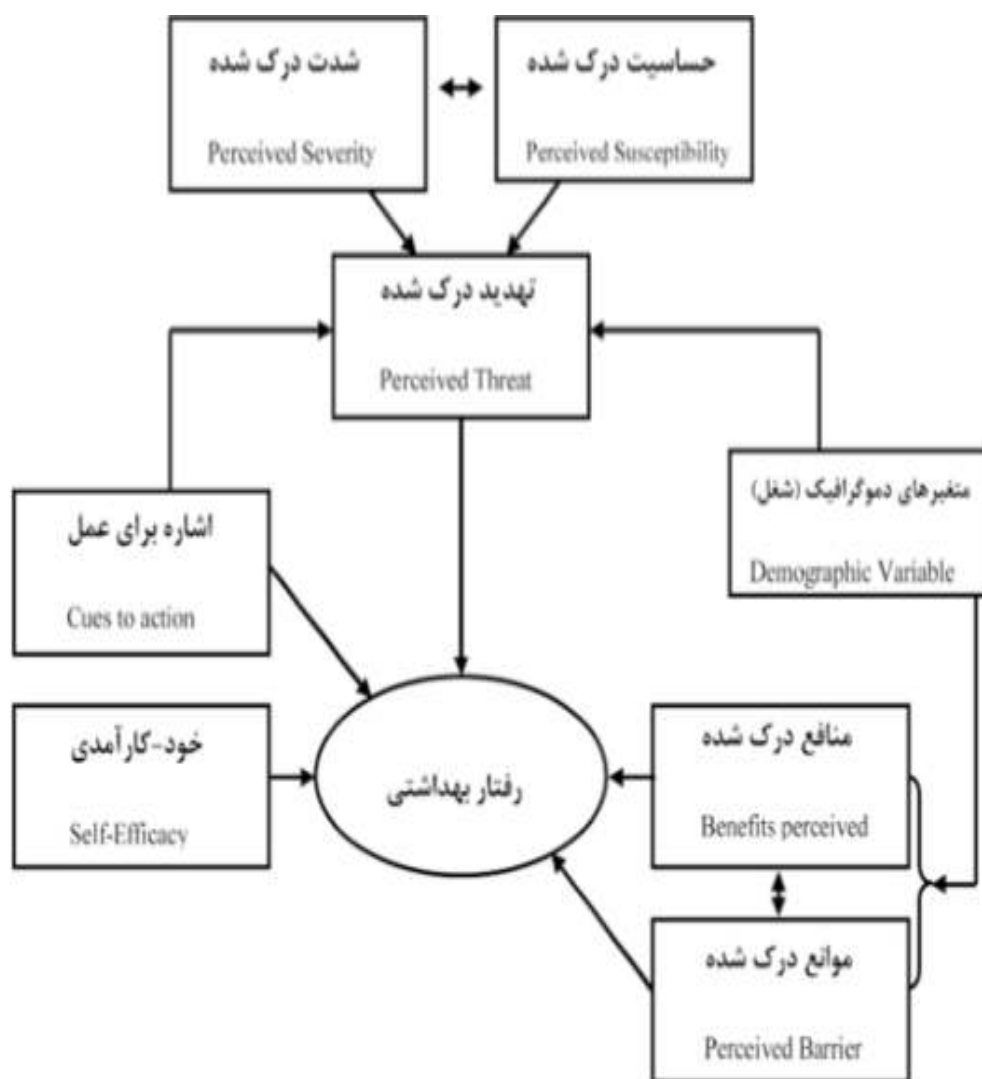 حساسیت درک شده
Perceived Susceptibility
شدت درک شده
Perceived Severity
تهدید درک شده
Perceived Threat
متغیرهای دموگرافیک (شغل)
Demographic Variable
اشاره برای عمل
Cues to action
خود-کارآمدی
Self-Efficacy
رفتار بهداشتی
منافع درک شده
Benefits perceived
موانع درک شده
Perceived Barrier